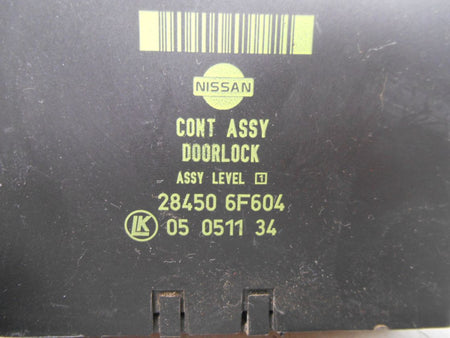 NISSAN
CONT ASSY
DOORLOCK
ASSY LEVEL 1
28450 6F604
LK 05 0511 34